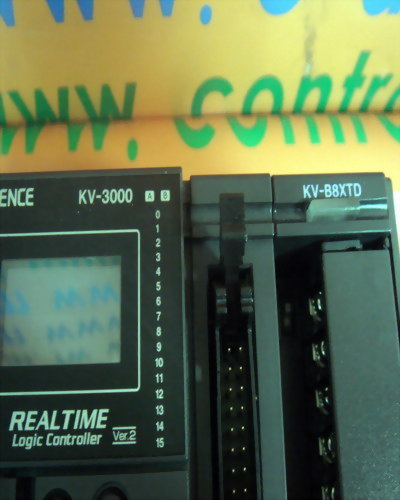 www. contro
ENCE
KV-3000 A B
0
1
2
3
4
5
6
7
8
9
10
11
12
13
14
15
REALTIME
Logic Controller Ver.2
KV-B8XTD